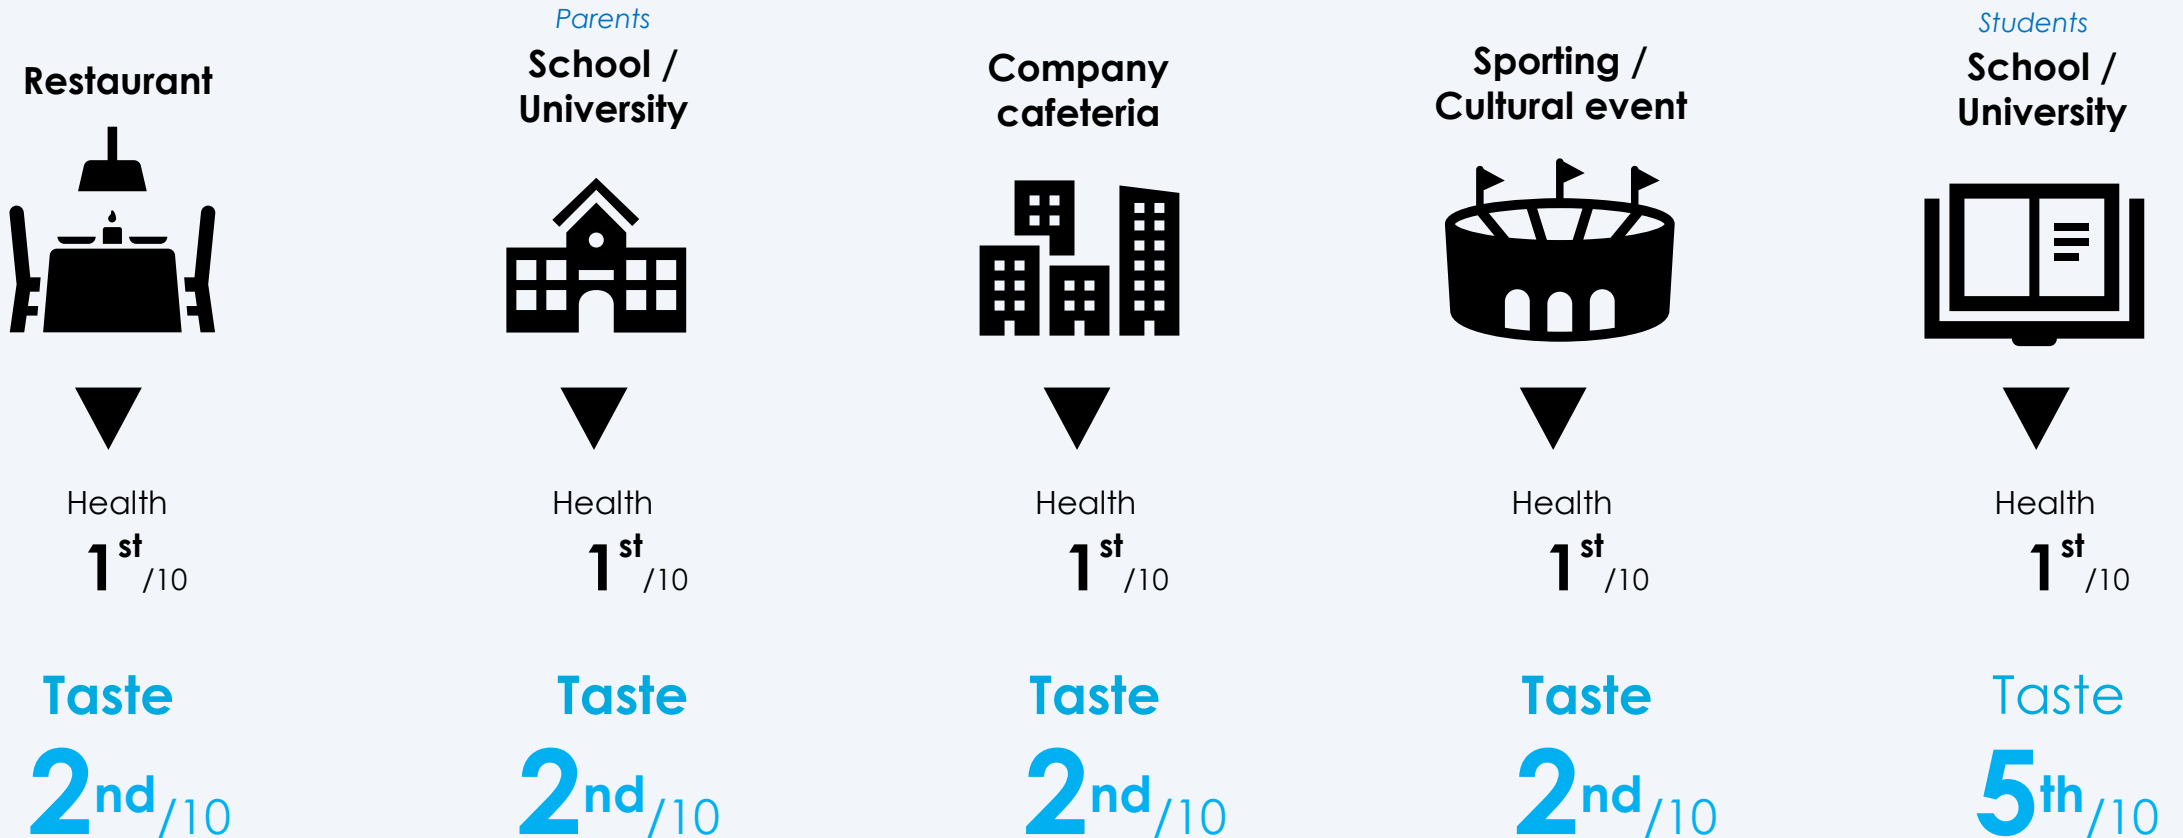 Parents
Students
Restaurant
School /
University
Company
cafeteria
Sporting /
Cultural event
School /
University
Health
1st/10
Health
1st/10
Health
1st/10
Health
1st/10
Health
1st/10
Taste
2nd/10
Taste
2nd/10
Taste
2nd/10
Taste
2nd/10
Taste
5th/10